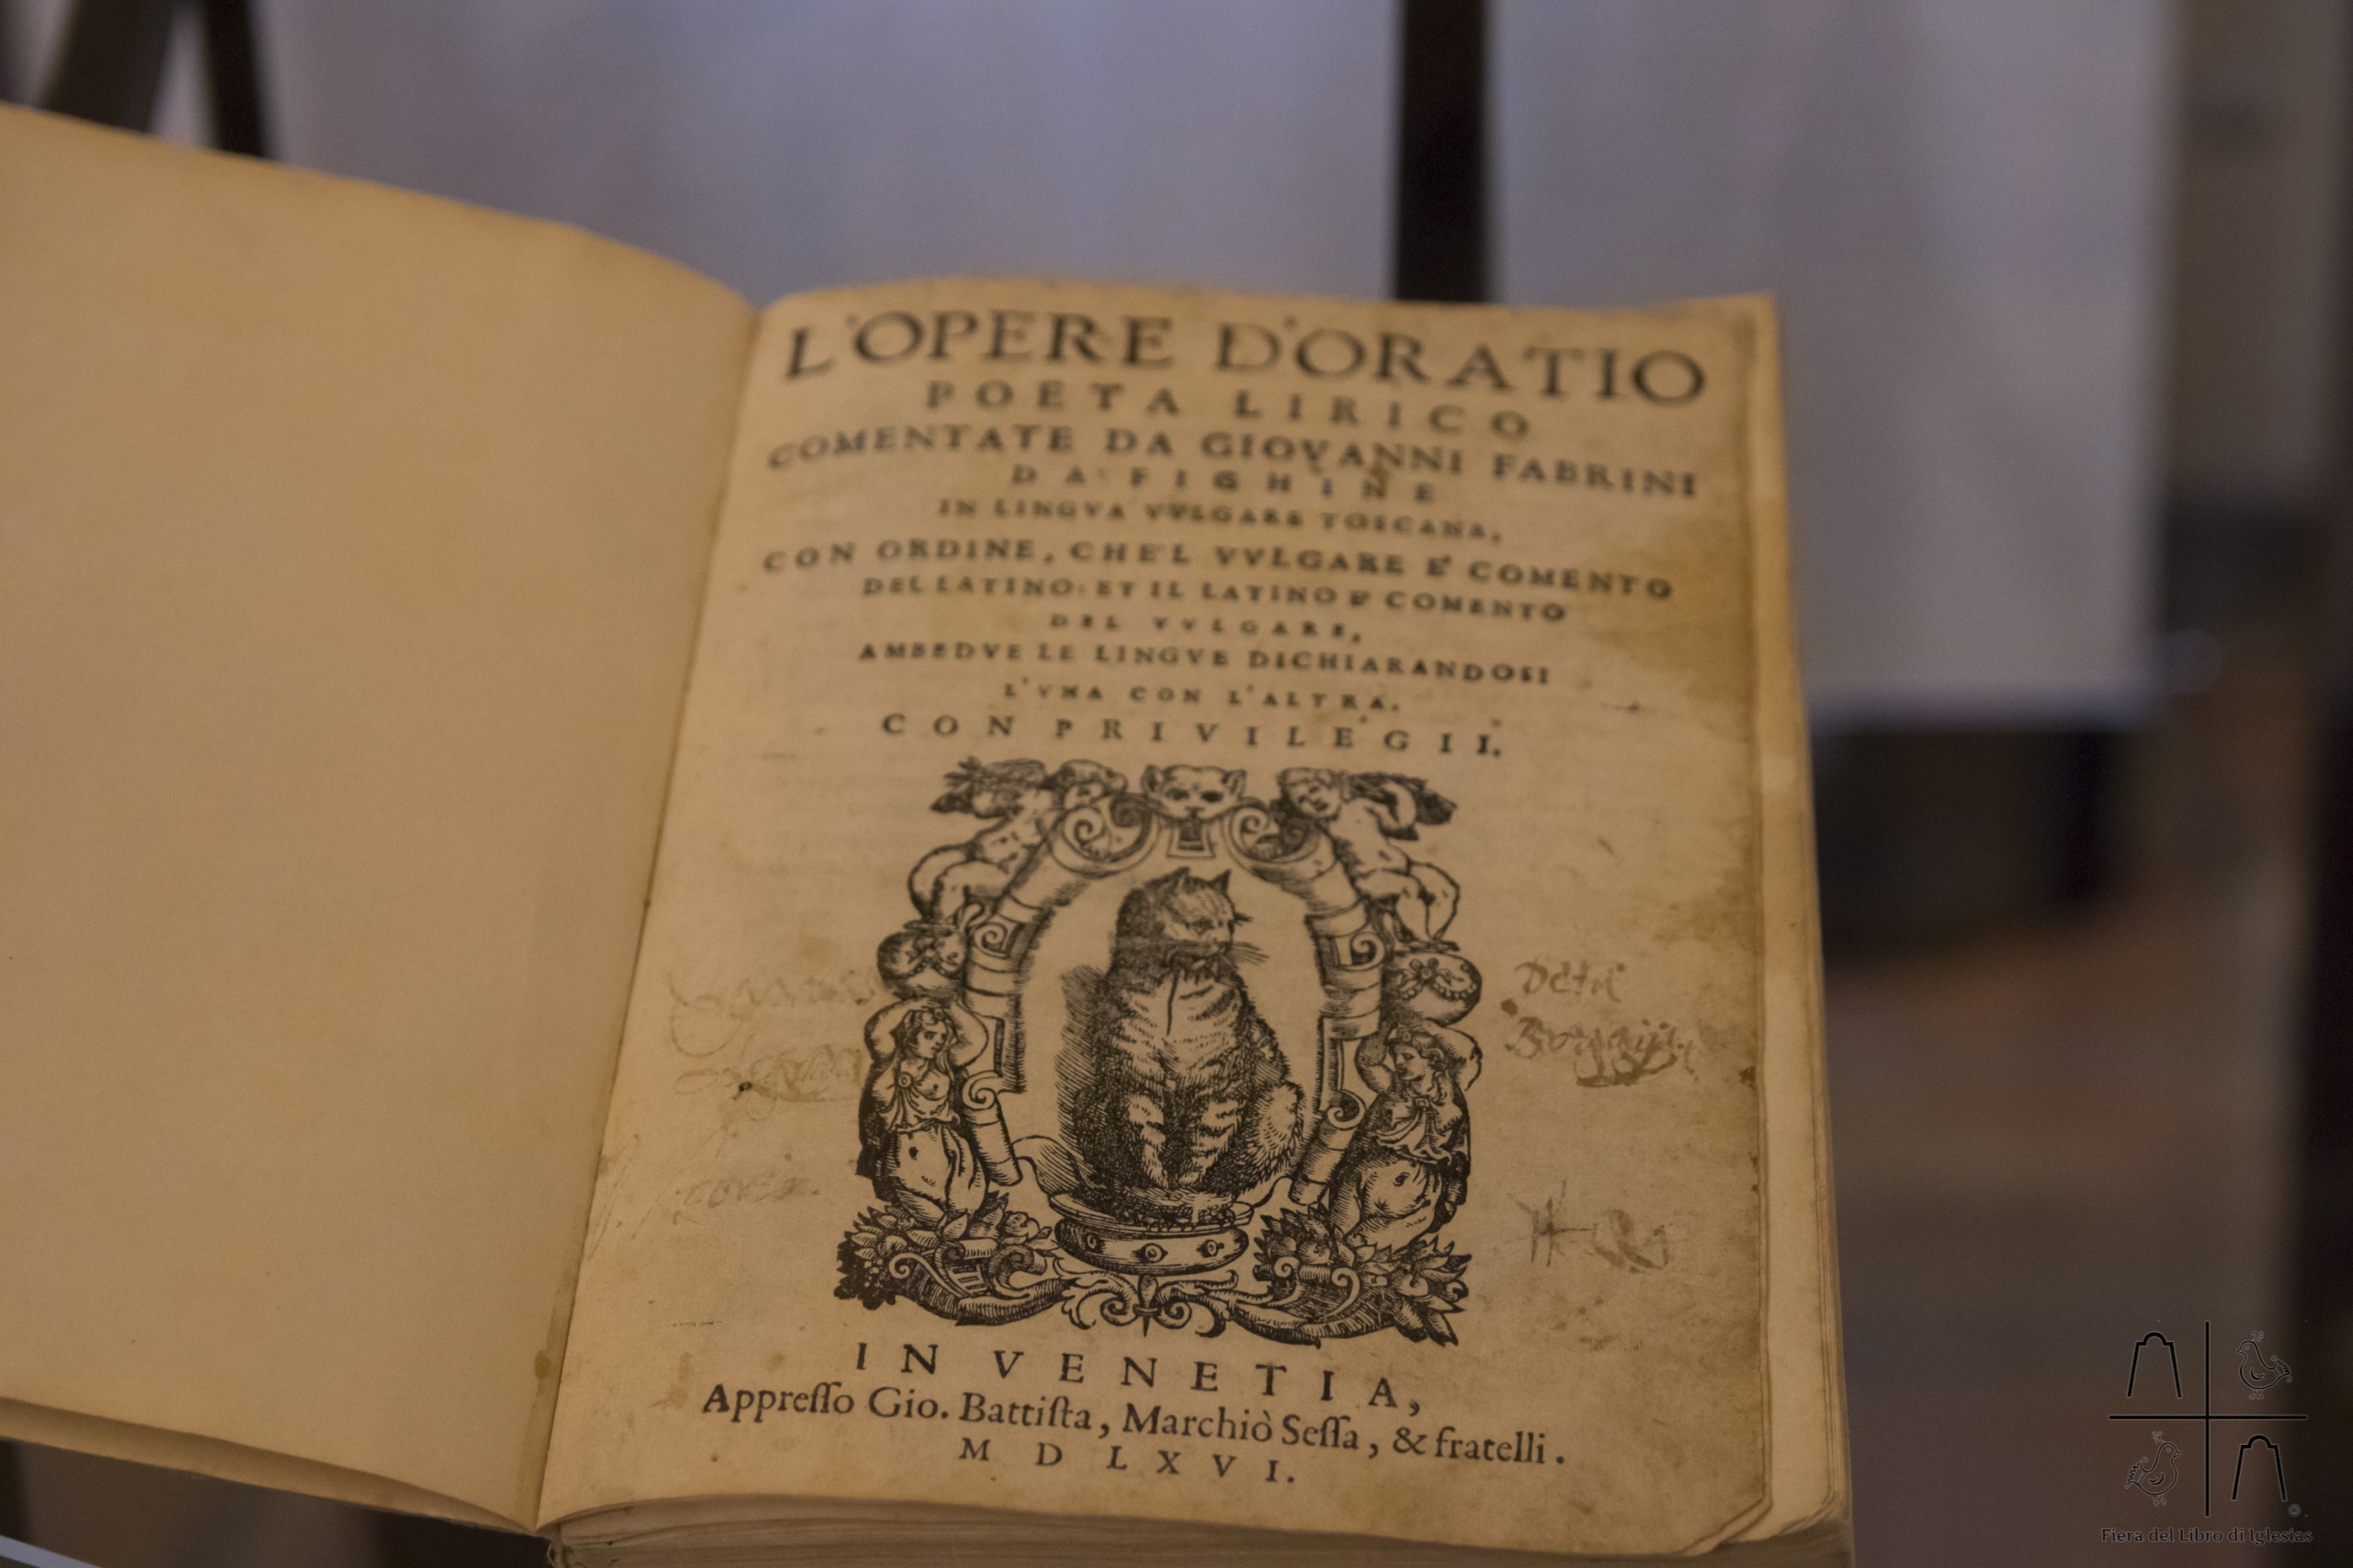 L'OPERE D'ORATIO
POETA LIRICO
COMENTATE DA GIOVANNI FABRINI
DA FIGHINE
IN LINGVA VVLGARE TOSCANA,
CON ORDINE, CHE'L VVLGARE E' COMENTO
DEL LATINO: ET IL LATINO E' COMENTO
DEL VVLGARE,
AMBEDVE LE LINGVE DICHIARANDOSI
L'VNA CON L'ALTRA.
CON PRIVILEGII.
IN VENETIA,
Appreſſo Gio. Battiſta, Marchiò Seſſa, & fratelli.
MDLXVI.
Fiera del Libro di Iglesias